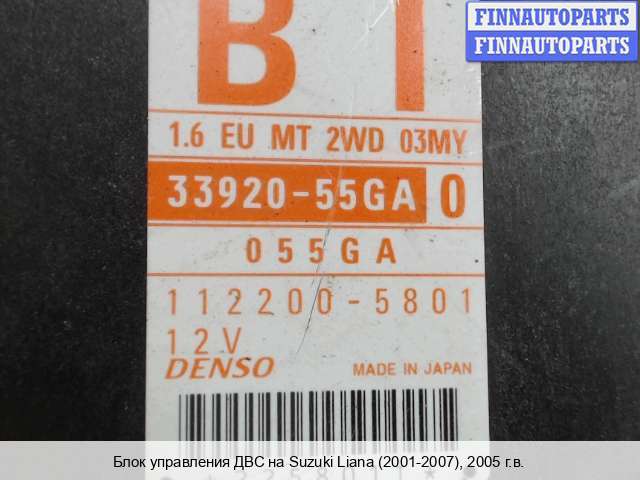 FINNAUTOPARTS
FINNAUTOPARTS
B 1
1.6 EU MT 2WD 03MY
33920-55GA 0
055GA
112200-5801
12V
DENSO
MADE IN JAPAN
Блок управления ДВС на Suzuki Liana (2001-2007), 2005 г.в.